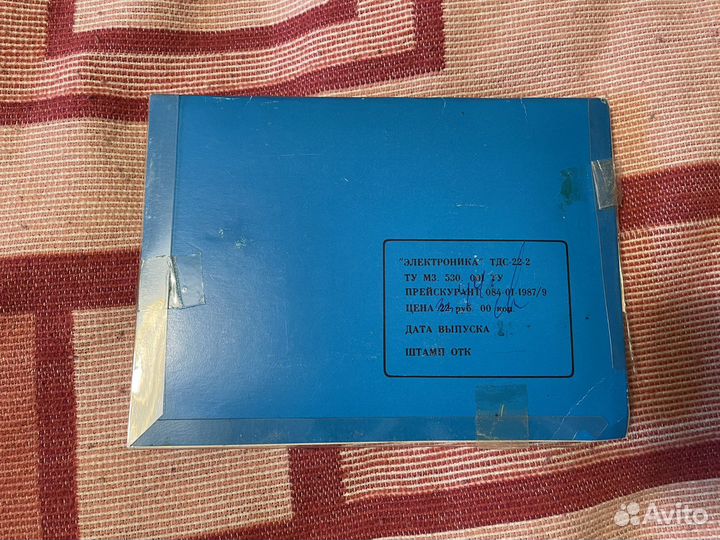 "ЭЛЕКТРОНИКА" ТДС-22-2
ТУ МЗ. 530. 001 ТУ
ПРЕЙСКУРАНТ 084-01-1987/9
ЦЕНА 22 руб. 00 коп.
ДАТА ВЫПУСКА
ШТАМП ОТК
Avito